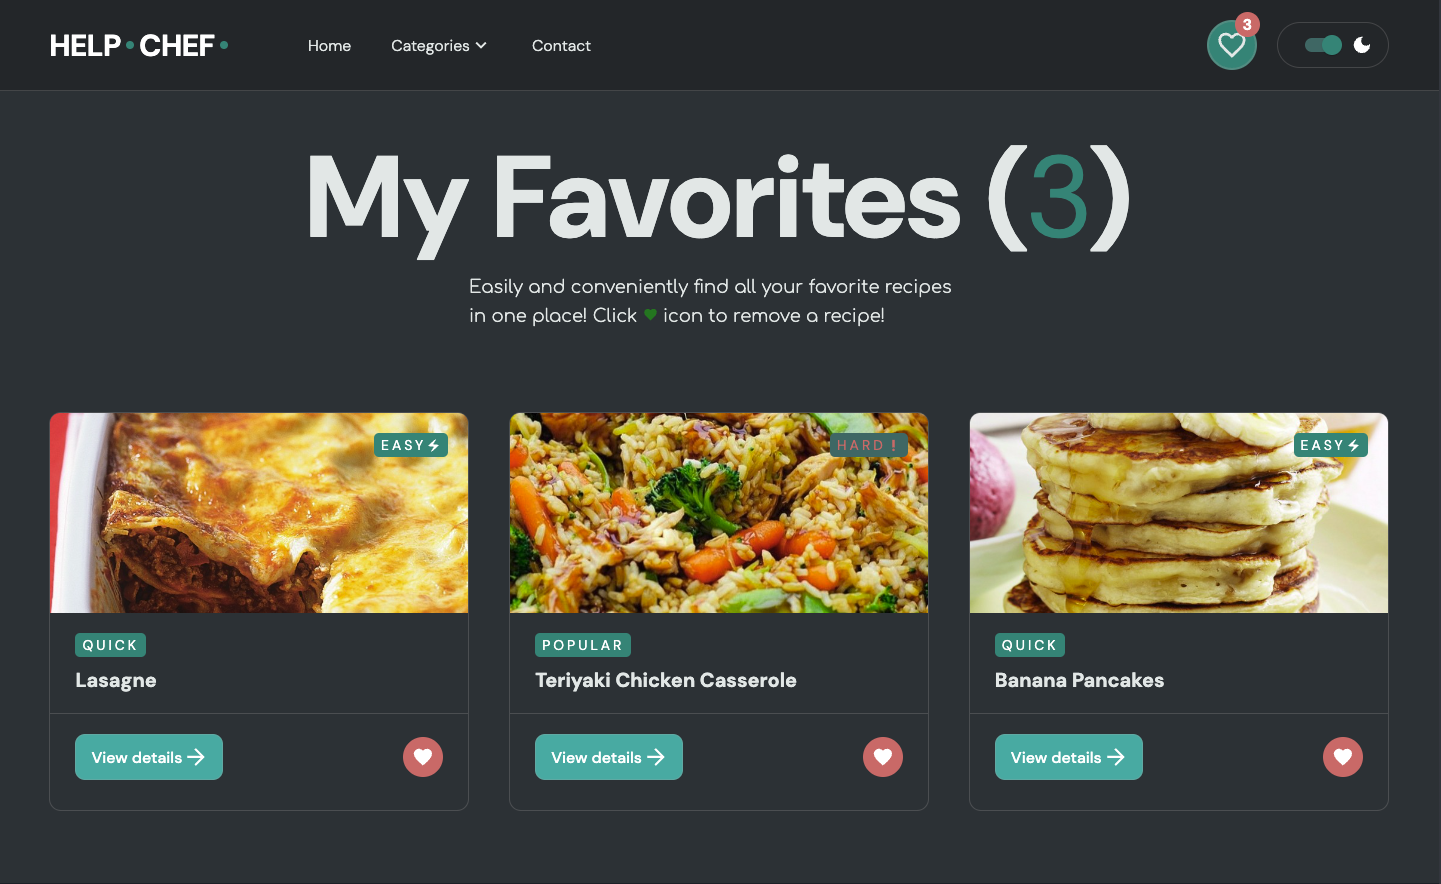 HELP • CHEF •
Home
Categories
Contact
3
My Favorites (3)
Easily and conveniently find all your favorite recipes
in one place! Click icon to remove a recipe!
EASY
HARD !
EASY
QUICK
Lasagne
POPULAR
Teriyaki Chicken Casserole
QUICK
Banana Pancakes
View details
View details
View details